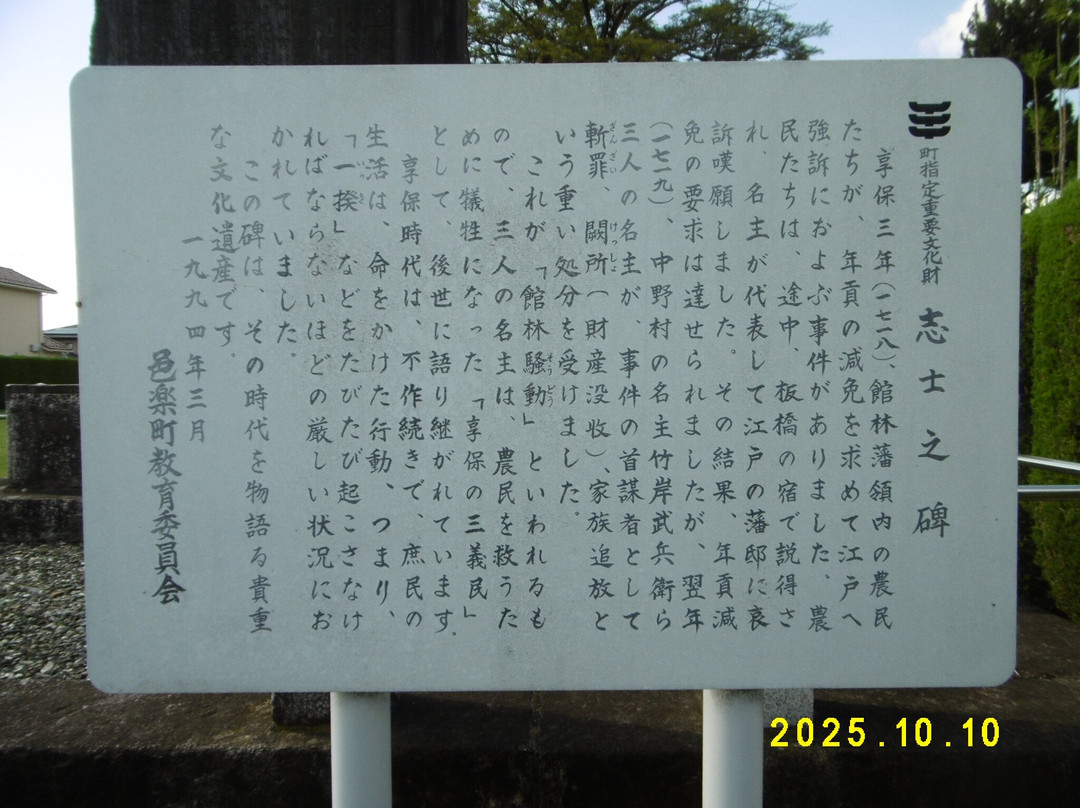 町指定重要文化財 志士之碑
享保三年(一七一八)、館林藩領内の農民
たちが、年貢の減免を求めて江戸へ
強訴におよぶ事件がありました。農
民たちは、途中、板橋の宿で説得さ
れ、名主が代表して江戸の藩邸に哀
訴嘆願しました。その結果、年貢減
免の要求は達せられましたが、翌年
(一七一九)、中野村の名主竹岸武兵衛ら
三人の名主が、事件の首謀者として
斬罪、闕所(財産没収)、家族追放と
ざんざい けっしょ
いう重い処分を受けました。
これが「館林騒動」といわれるも
そうどう
ので、三人の名主は、農民を救うた
めに犠牲になった「享保の三義民」
として、後世に語り継がれています。
享保時代は、不作続きで、庶民の
生活は、命をかけた行動、つまり、
「一揆」などをたびたび起こさなけ
いっき
ればならないほどの厳しい状況にお
かれていました。
この碑は、その時代を物語る貴重
な文化遺産です。
一九九四年三月
邑楽町教育委員会
2025.10.10